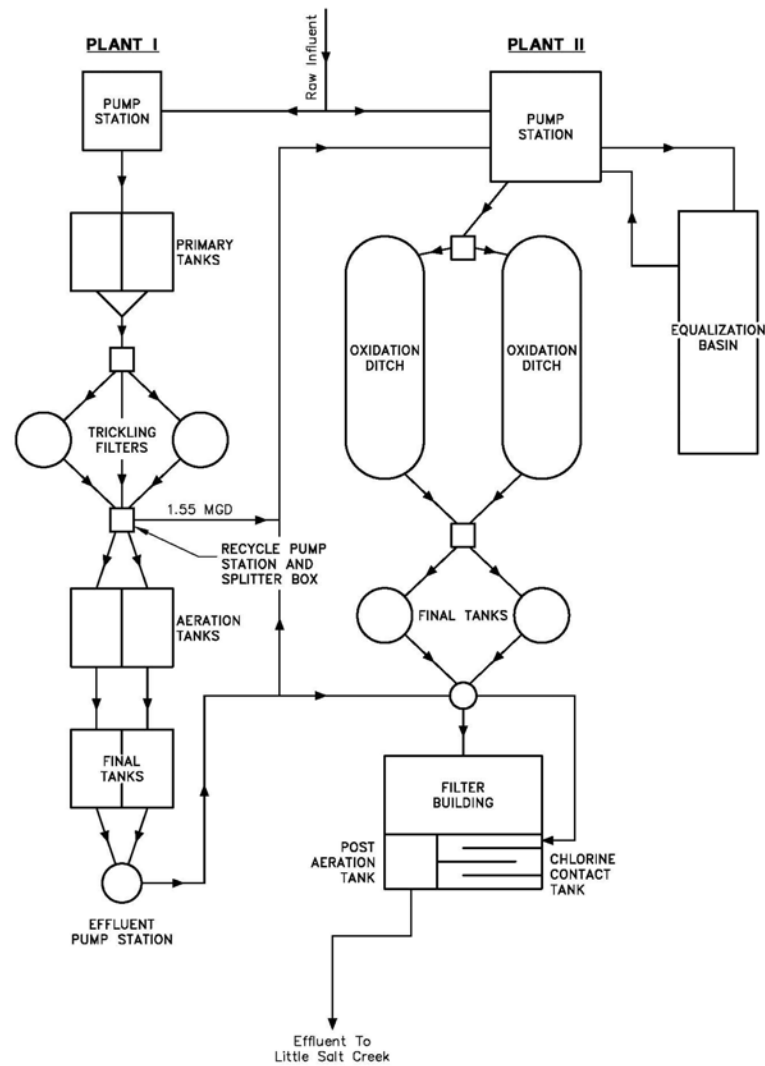 PLANT I
PLANT II
Raw Influent
PUMP
STATION
PUMP
STATION
PRIMARY
TANKS
EQUALIZATION
BASIN
OXIDATION
DITCH
OXIDATION
DITCH
TRICKLING
FILTERS
1.55 MGD
RECYCLE PUMP
STATION AND
SPLITTER BOX
AERATION
TANKS
FINAL TANKS
FINAL
TANKS
FILTER
BUILDING
POST
AERATION
TANK
CHLORINE
CONTACT
TANK
EFFLUENT
PUMP STATION
Effluent To
Little Salt Creek